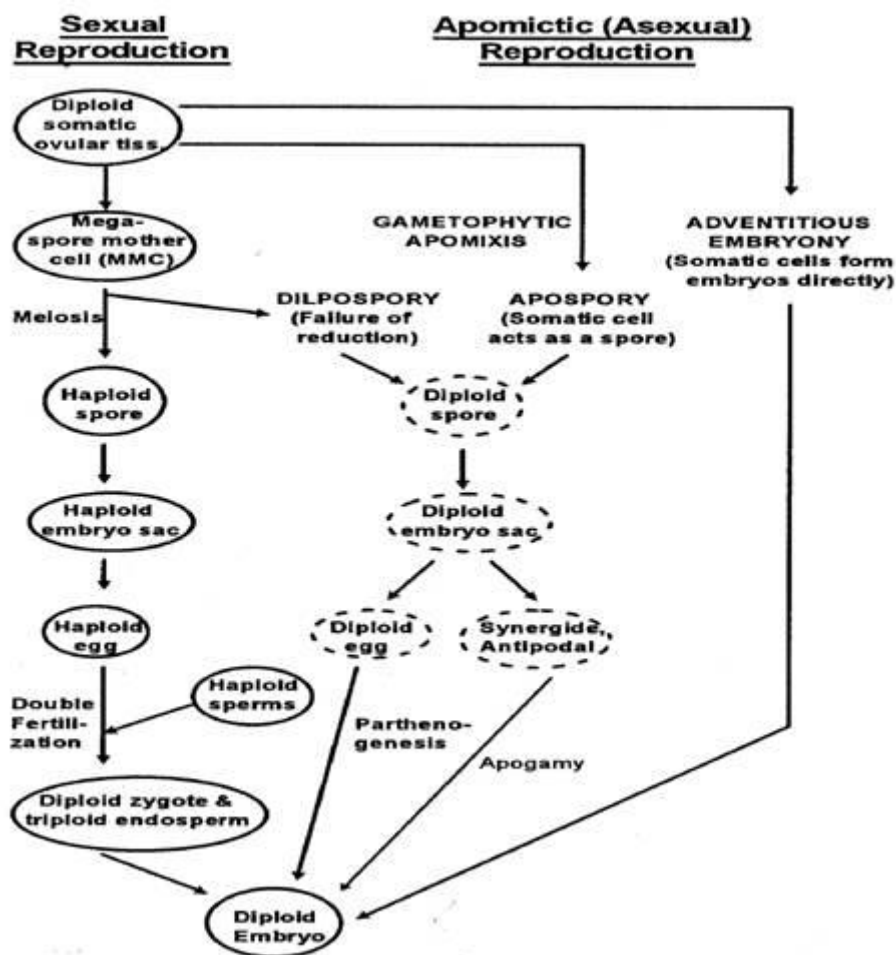 Sexual
Reproduction
Apomictic (Asexual)
Reproduction
Diploid
somatic
ovular tiss.
Mega-
spore mother
cell (MMC)
GAMETOPHYTIC
APOMIXIS
ADVENTITIOUS
EMBRYONY
(Somatic cells form
embryos directly)
Meiosis
DILPOSPORY
(Failure of
reduction)
APOSPORY
(Somatic cell
acts as a spore)
Haploid
spore
Diploid
spore
Haploid
embryo sac
Diploid
embryo sac
Haploid
egg
Diploid
egg
Synergide,
Antipodal
Haploid
sperms
Double
Fertili-
zation
Partheno-
genesis
Apogamy
Diploid zygote &
triploid endosperm
Diploid
Embryo